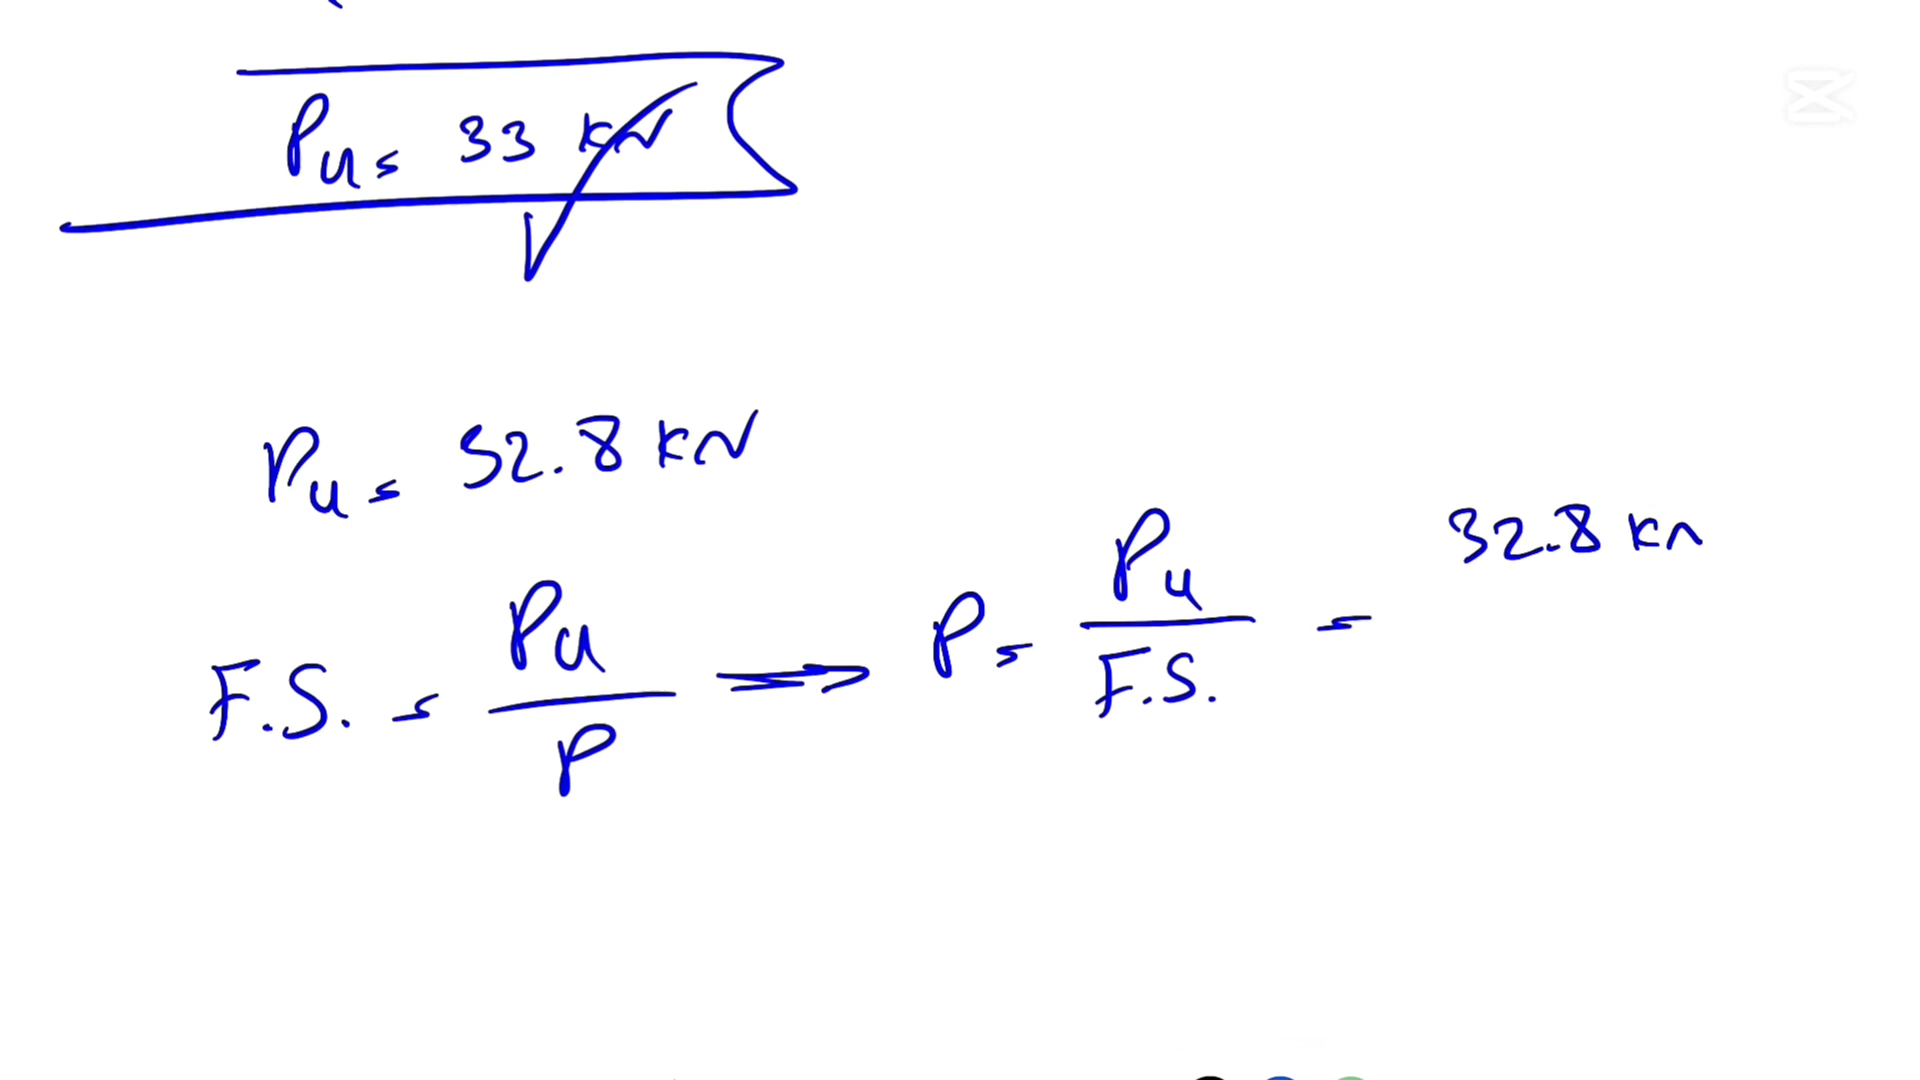 Pu = 33 kN
Pu = 32.8 kN
F.S. = Pu / P ⟹ P = Pu / F.S. = 32.8 kN